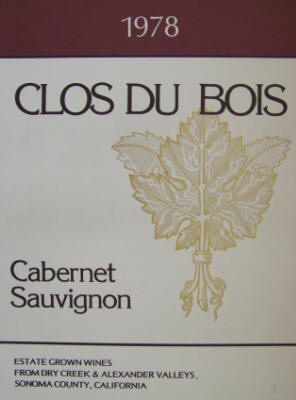 1978
CLOS DU BOIS
Cabernet
Sauvignon
ESTATE GROWN WINES
FROM DRY CREEK & ALEXANDER VALLEYS,
SONOMA COUNTY, CALIFORNIA